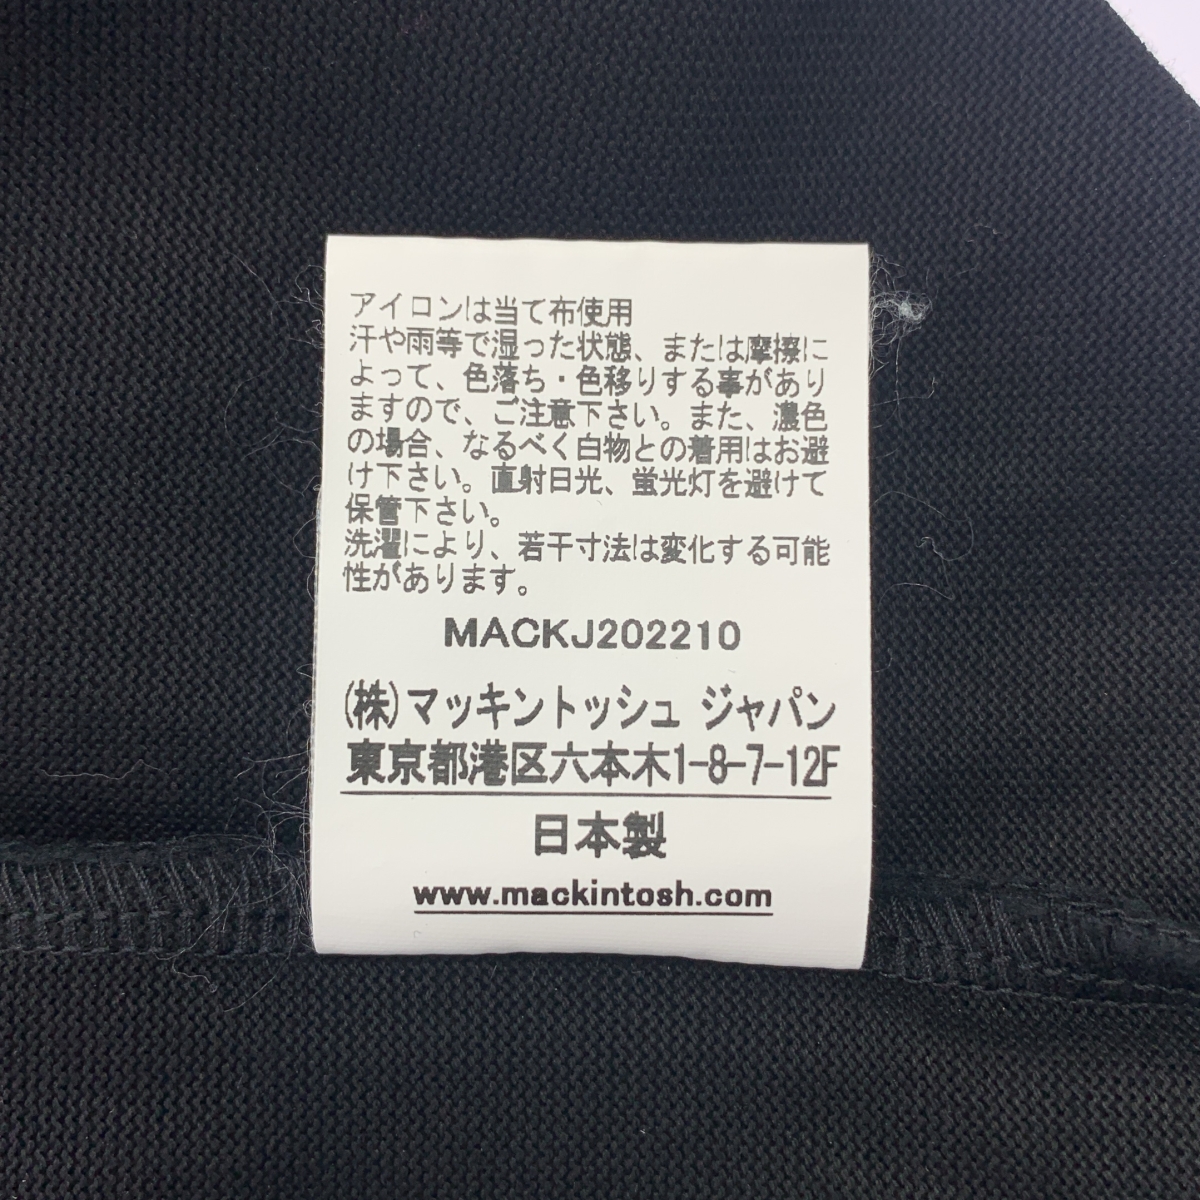 アイロンは当て布使用
汗や雨等で湿った状態、または摩擦に
よって、色落ち・色移りする事があり
ますので、ご注意下さい。また、濃色
の場合、なるべく白物との着用はお避
け下さい。直射日光、蛍光灯を避けて
保管下さい。
洗濯により、若干寸法は変化する可能
性があります。
MACKJ202210
(株)マッキントッシュ ジャパン
東京都港区六本木1-8-7-12F
日本製
www.mackintosh.com